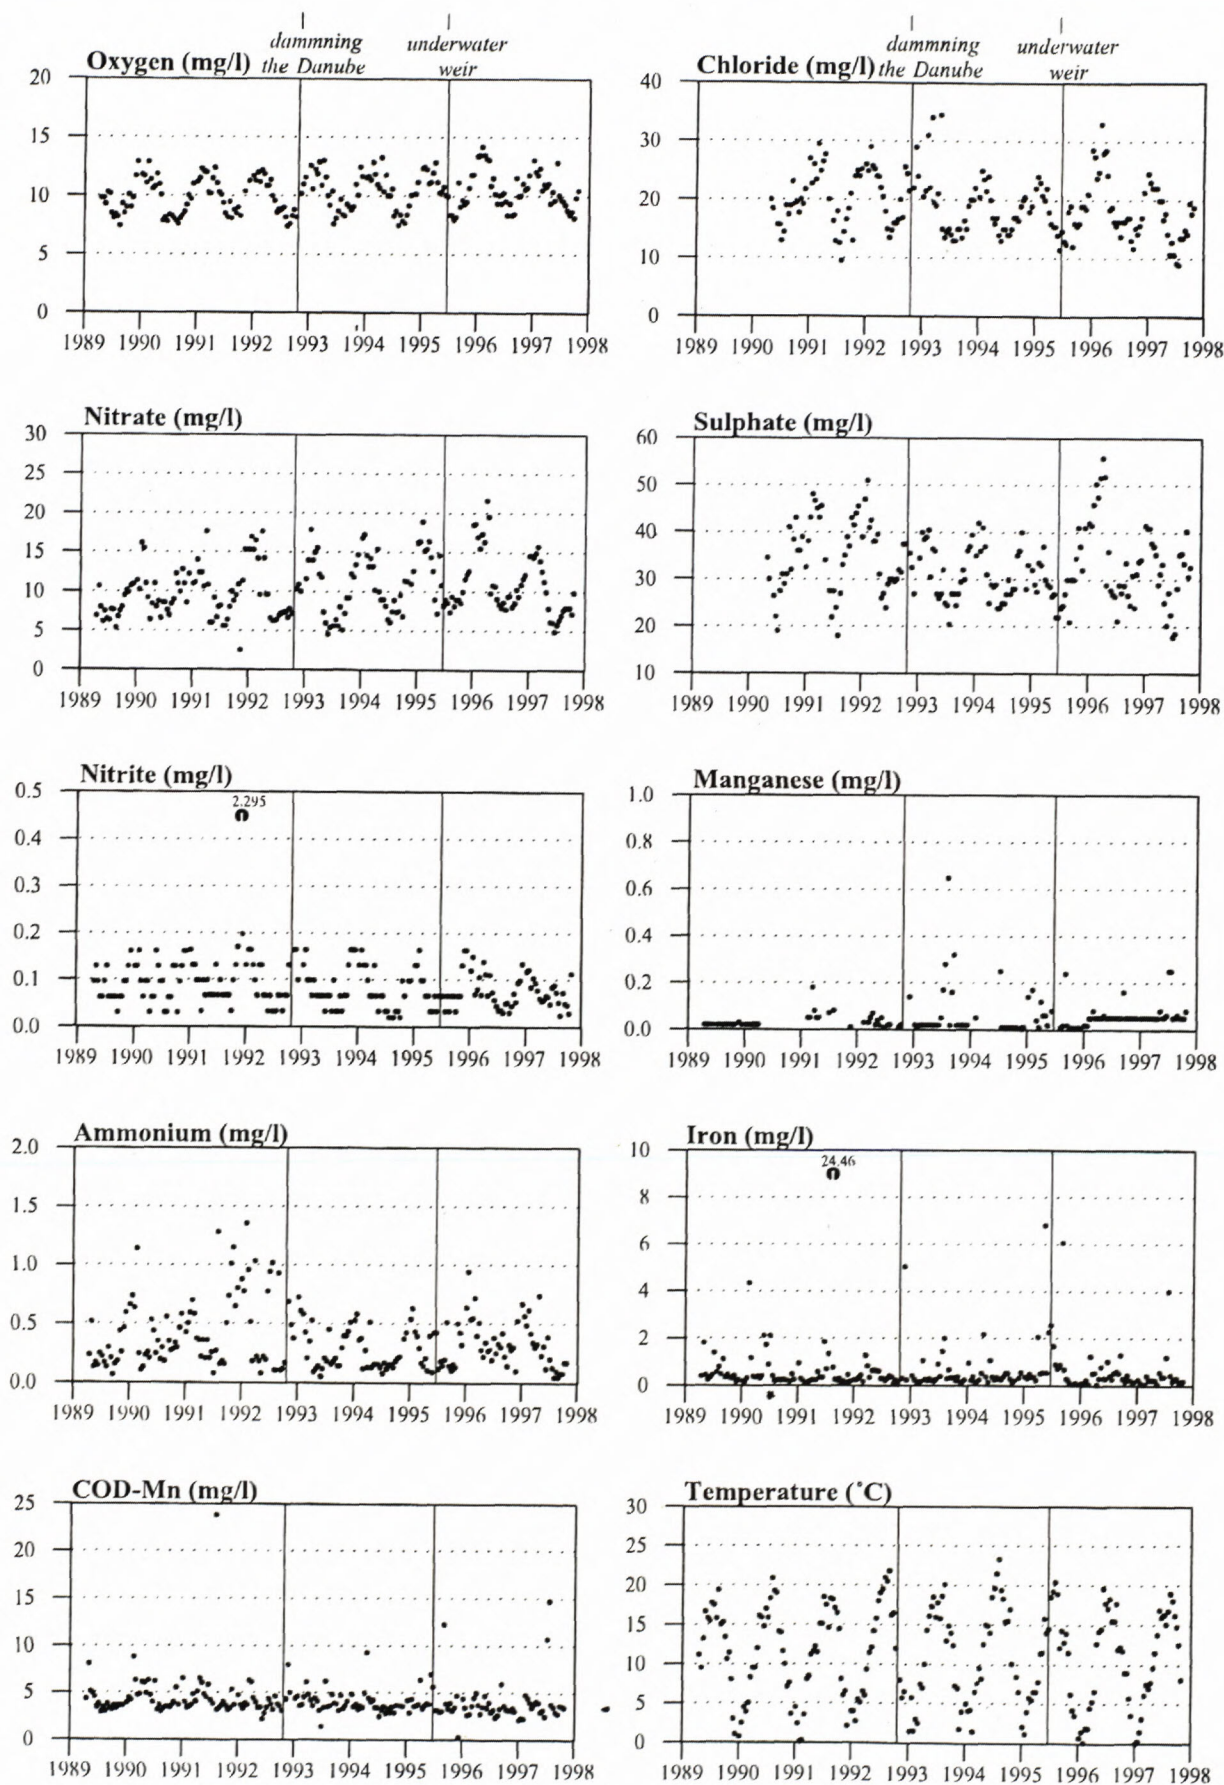 dammning
the Danube
underwater
weir
Oxygen (mg/l)
20
15
10
5
0
1989 1990 1991 1992 1993 1994 1995 1996 1997 1998
dammning
the Danube
underwater
weir
Chloride (mg/l)
40
30
20
10
0
1989 1990 1991 1992 1993 1994 1995 1996 1997 1998
Nitrate (mg/l)
30
25
20
15
10
5
0
1989 1990 1991 1992 1993 1994 1995 1996 1997 1998
Sulphate (mg/l)
60
50
40
30
20
10
1989 1990 1991 1992 1993 1994 1995 1996 1997 1998
Nitrite (mg/l)
0.5
2.295
0.4
0.3
0.2
0.1
0.0
1989 1990 1991 1992 1993 1994 1995 1996 1997 1998
Manganese (mg/l)
1.0
0.8
0.6
0.4
0.2
0.0
1989 1990 1991 1992 1993 1994 1995 1996 1997 1998
Ammonium (mg/l)
2.0
1.5
1.0
0.5
0.0
1989 1990 1991 1992 1993 1994 1995 1996 1997 1998
Iron (mg/l)
10
24.46
8
6
4
2
0
1989 1990 1991 1992 1993 1994 1995 1996 1997 1998
COD-Mn (mg/l)
25
20
15
10
5
0
1989 1990 1991 1992 1993 1994 1995 1996 1997 1998
Temperature (˚C)
30
25
20
15
10
5
0
1989 1990 1991 1992 1993 1994 1995 1996 1997 1998